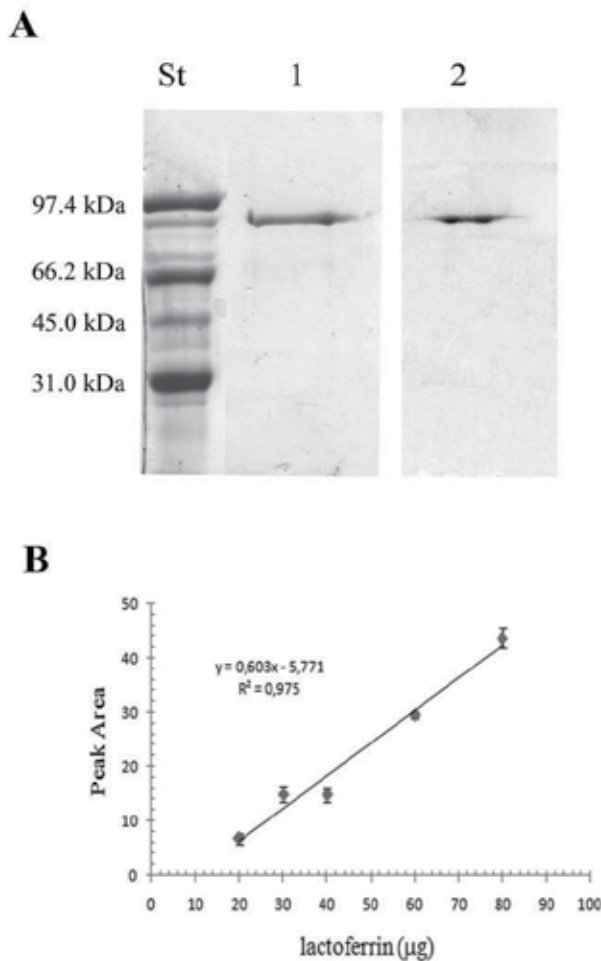 A
St 1 2
97.4 kDa
66.2 kDa
45.0 kDa
31.0 kDa
B
50
40
30
20
10
0
y = 0,603x - 5,771
R² = 0,975
Peak Area
0 10 20 30 40 50 60 70 80 90 100
lactoferrin (µg)